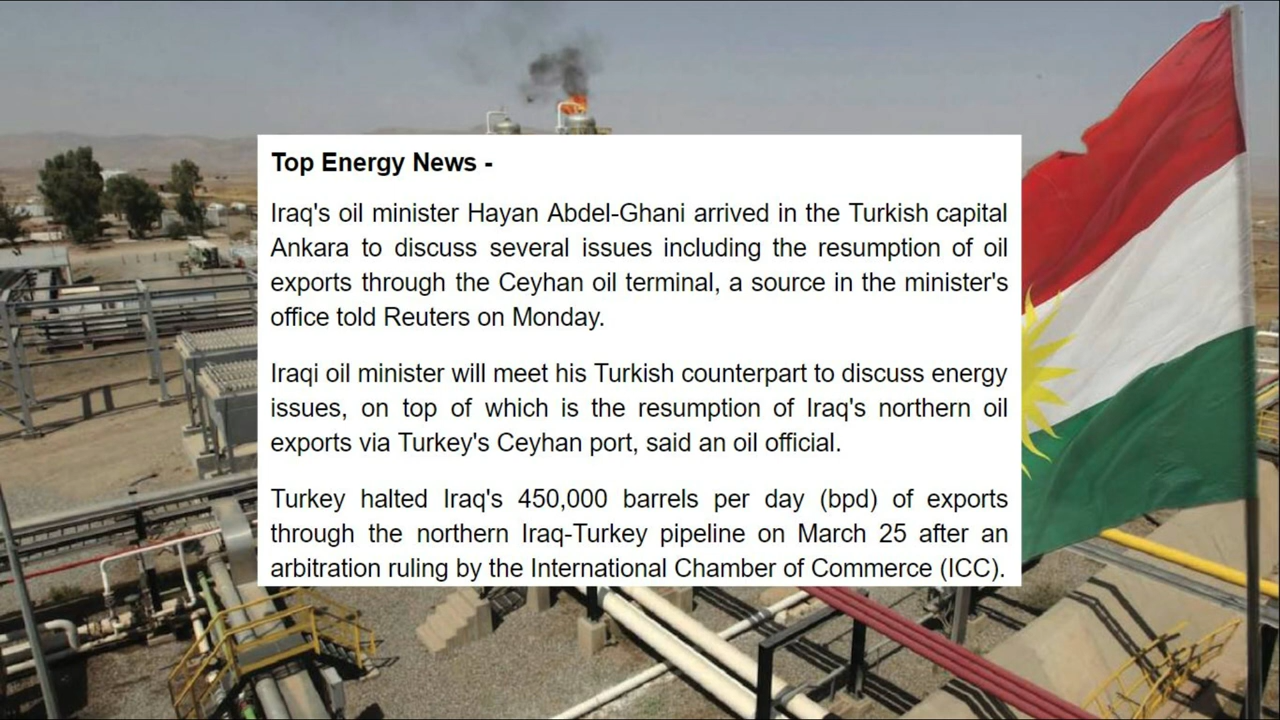 Top Energy News -
Iraq's oil minister Hayan Abdel-Ghani arrived in the Turkish capital
Ankara to discuss several issues including the resumption of oil
exports through the Ceyhan oil terminal, a source in the minister's
office told Reuters on Monday.
Iraqi oil minister will meet his Turkish counterpart to discuss energy
issues, on top of which is the resumption of Iraq's northern oil
exports via Turkey's Ceyhan port, said an oil official.
Turkey halted Iraq's 450,000 barrels per day (bpd) of exports
through the northern Iraq-Turkey pipeline on March 25 after an
arbitration ruling by the International Chamber of Commerce (ICC).